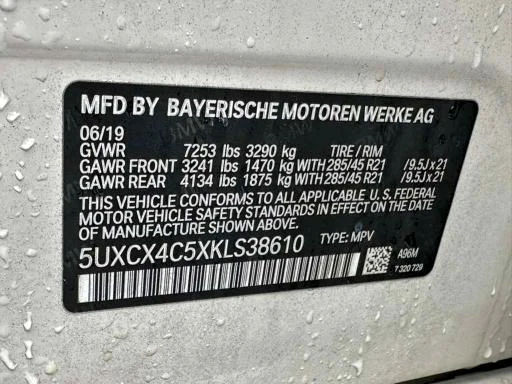 MFD BY BAYERISCHE MOTOREN WERKE AG
06/19
GVWR 7253 lbs 3290 kg TIRE / RIM
GAWR FRONT 3241 lbs 1470 kg WITH 285/45 R21 /9.5J x 21
GAWR REAR 4134 lbs 1875 kg WITH 285/45 R21 /9.5J x 21
THIS VEHICLE CONFORMS TO ALL APPLICABLE U.S. FEDERAL
MOTOR VEHICLE SAFETY STANDARDS IN EFFECT ON THE DATE
OF MANUFACTURE SHOWN ABOVE.
5UXCX4C5XKLS38610 TYPE: MPV
A96M
7 320 729